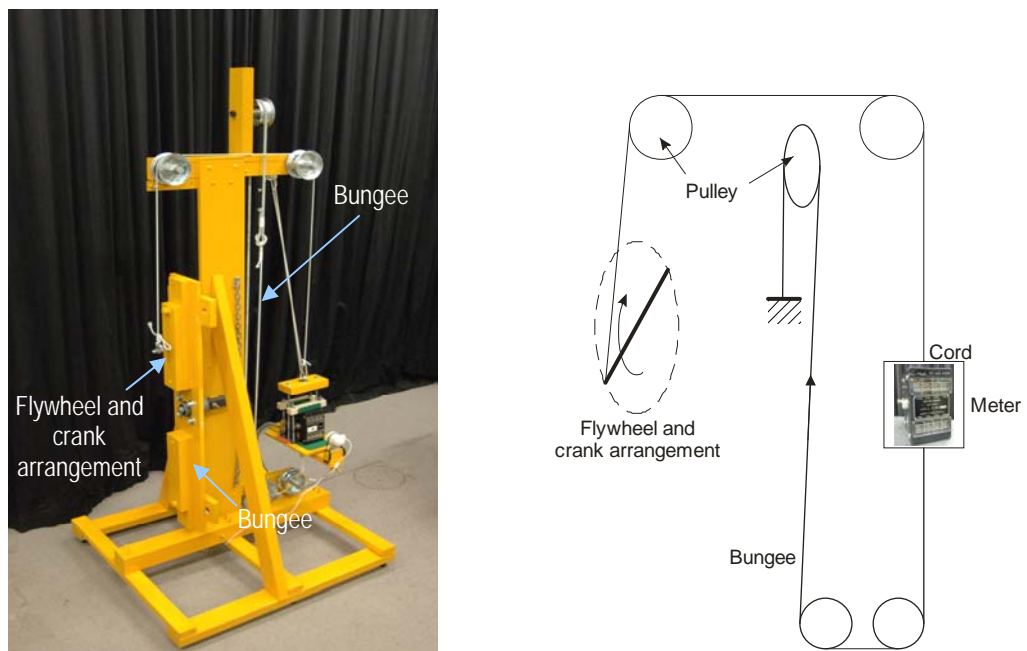 Bungee
Flywheel and
crank
arrangement
Bungee
Pulley
Flywheel and
crank arrangement
Cord
Meter
Bungee